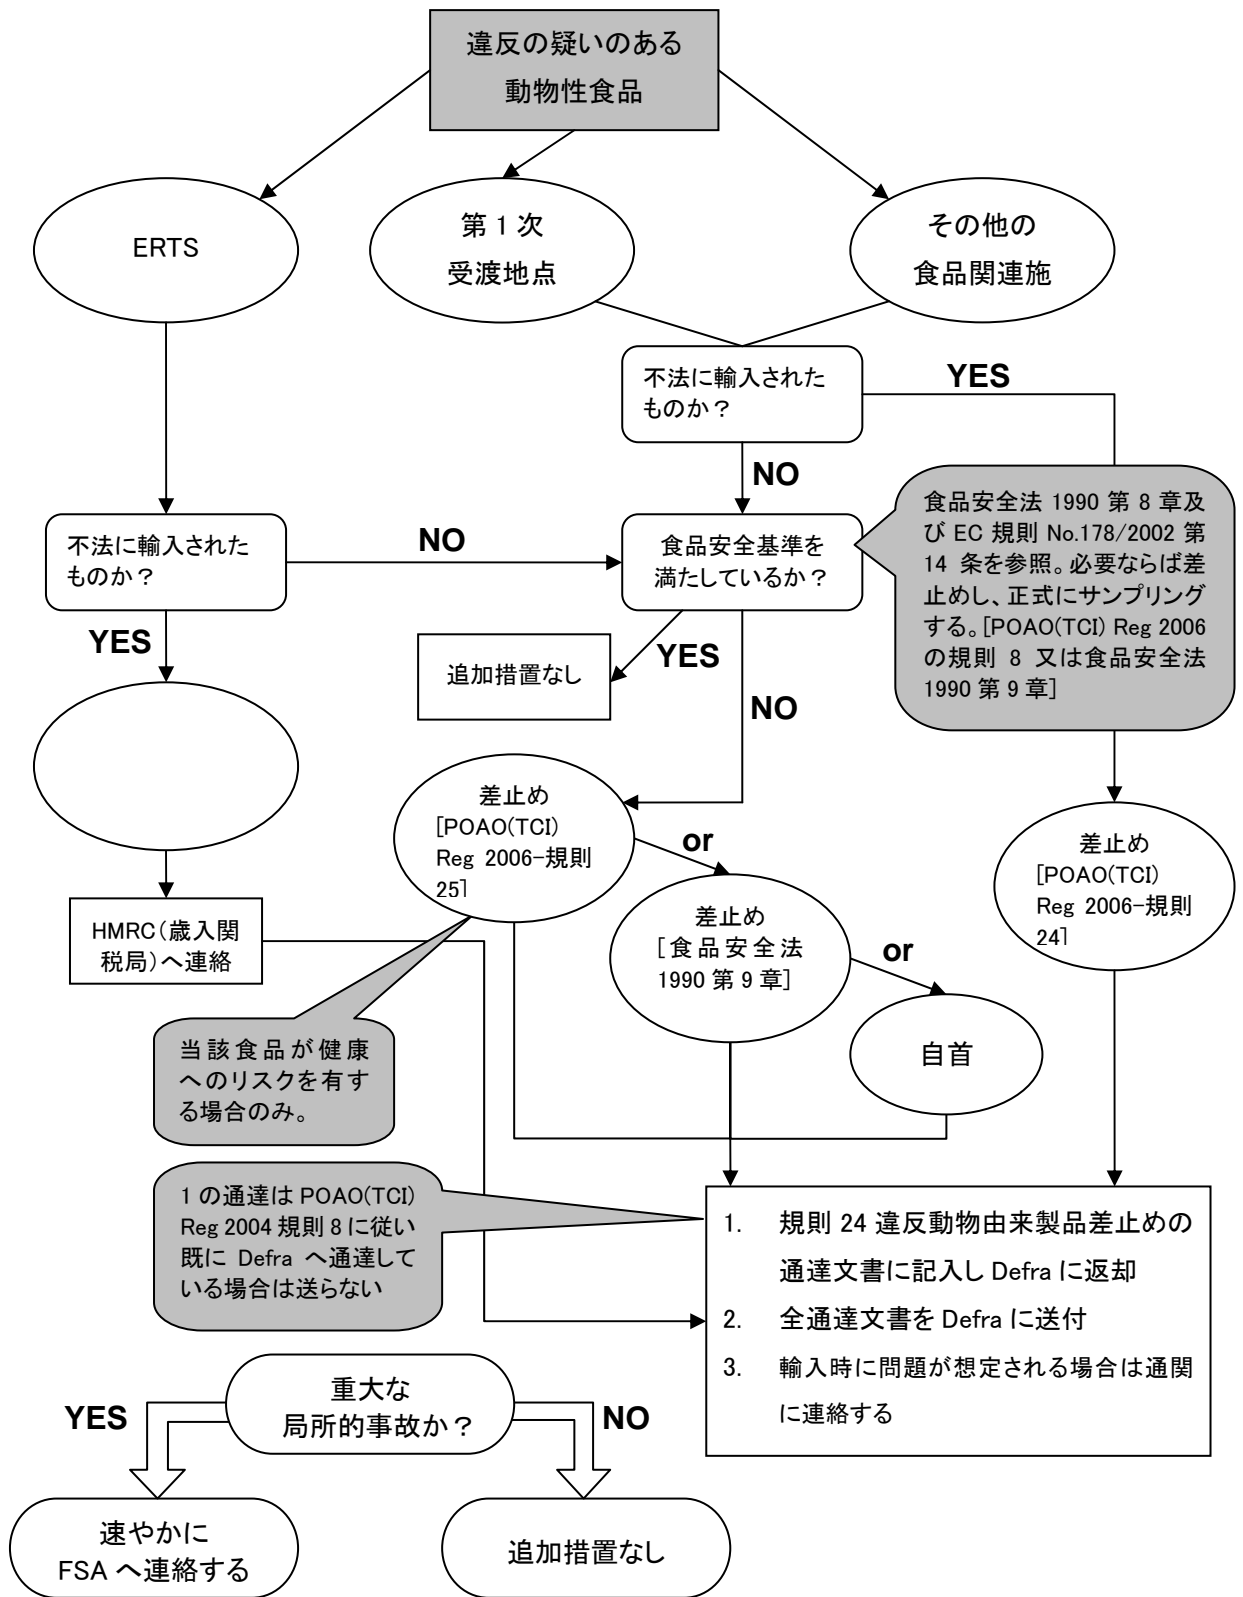 違反の疑いのある
動物性食品
ERTS
第 1 次
受渡地点
その他の
食品関連施
不法に輸入された
ものか？
YES
NO
食品安全法 1990 第 8 章及
び EC 規則 No.178/2002 第
14 条を参照。必要ならば差
止めし、正式にサンプリング
する。[POAO(TCI) Reg 2006
の規則 8 又は食品安全法
1990 第 9 章]
不法に輸入された
ものか？
NO
食品安全基準を
満たしているか？
YES
YES
追加措置なし
NO
差止め
[POAO(TCI)
Reg 2006-規則
25]
or
差止め
[食品安全法
1990 第 9 章]
or
自首
差止め
[POAO(TCI)
Reg 2006-規則
24]
HMRC（歳入関
税局）へ連絡
当該食品が健康
へのリスクを有す
る場合のみ。
1 の通達は POAO(TCI)
Reg 2004 規則 8 に従い
既に Defra へ通達して
いる場合は送らない
1. 規則 24 違反動物由来製品差止めの
通達文書に記入し Defra に返却
2. 全通達文書を Defra に送付
3. 輸入時に問題が想定される場合は通関
に連絡する
重大な
局所的事故か？
YES
NO
速やかに
FSA へ連絡する
追加措置なし